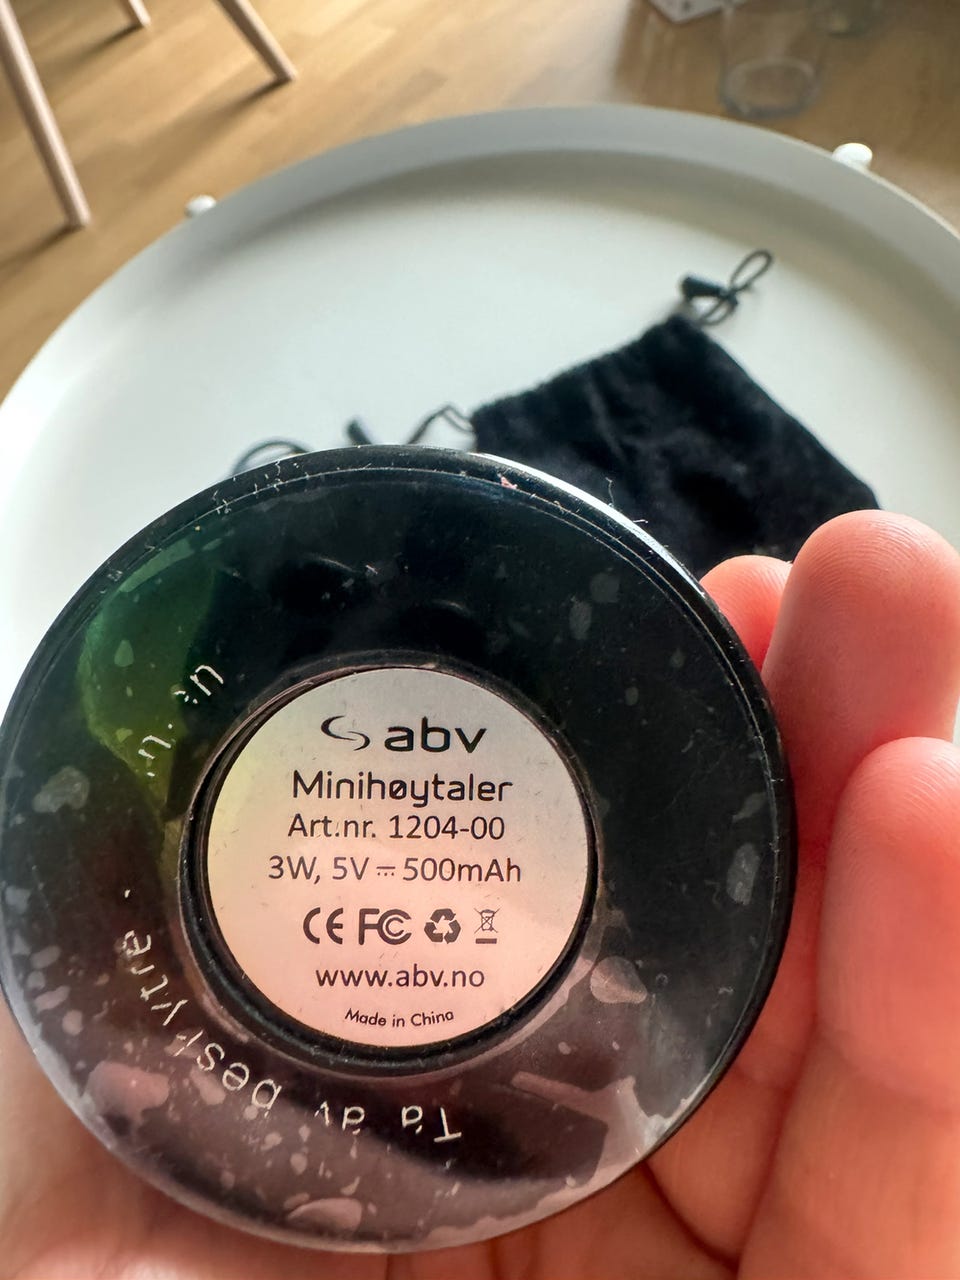 abv
Minihøytaler
Art.nr. 1204-00
3W, 5V ⎓ 500mAh
CE FC
www.abv.no
Made in China
Ta av